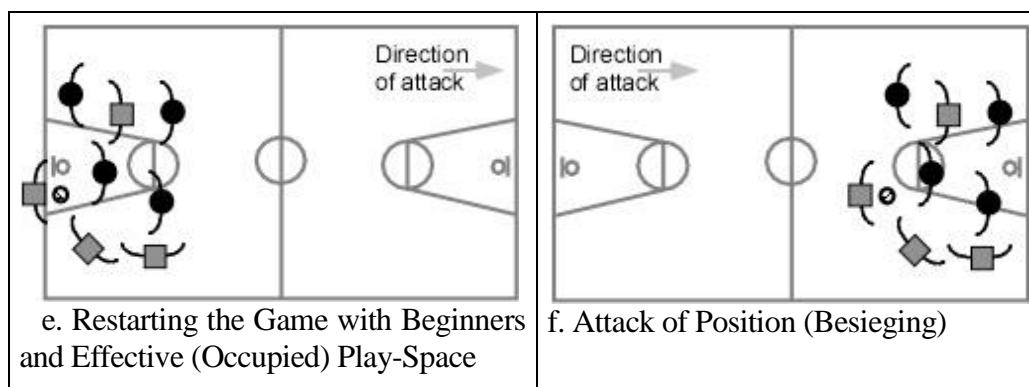 Direction
of attack
Direction
of attack
e. Restarting the Game with Beginners
and Effective (Occupied) Play-Space
f. Attack of Position (Besieging)